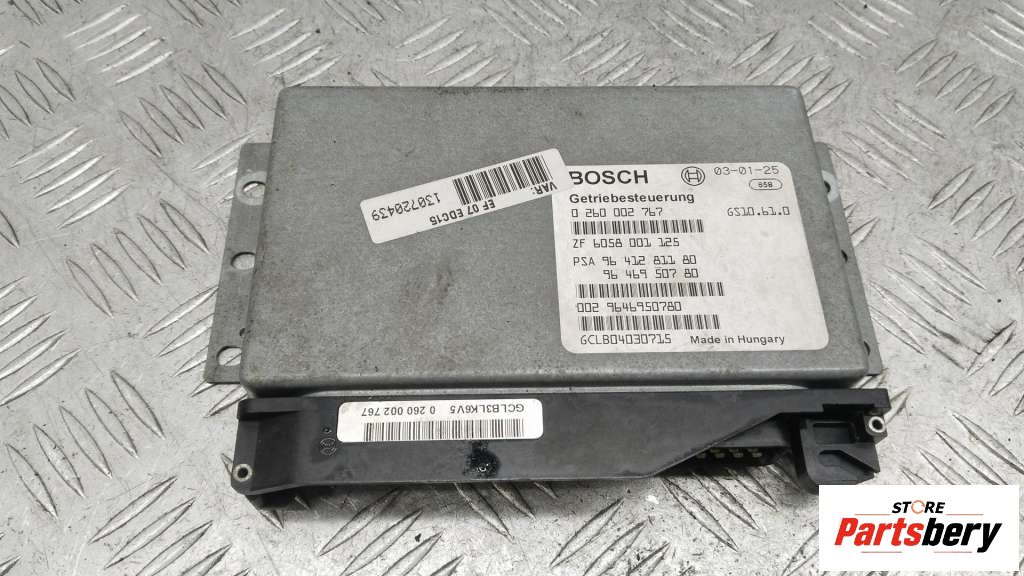 BOSCH 03-01-25
858
Getriebesteuerung
0 260 002 767 GS10.61.0
ZF 6058 001 125
PSA 96 412 811 80
96 469 507 80
002 9646950780
GCLB04030715 Made in Hungary
VAR:
EF 07 EDC15
130720439
GCLB3LK6V5 0 260 002 767
STORE
Partsbery